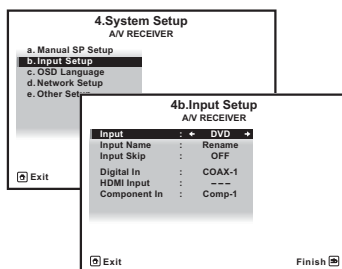 4.System Setup
A/V RECEIVER
a. Manual SP Setup
b. Input Setup
c. OSD Language
d. Network Setup
e. Other
Exit
4b.Input Setup
A/V RECEIVER
Input : DVD
Input Name : Rename
Input Skip : OFF
Digital In : COAX-1
HDMI Input : ---
Component In : Comp-1
Exit Finish